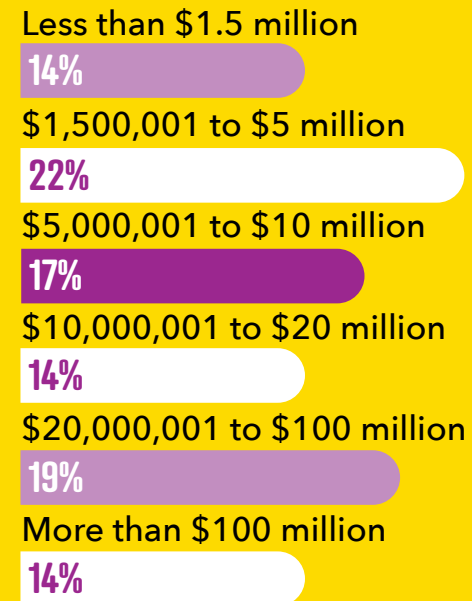 Less than $1.5 million
14%
$1,500,001 to $5 million
22%
$5,000,001 to $10 million
17%
$10,000,001 to $20 million
14%
$20,000,001 to $100 million
19%
More than $100 million
14%